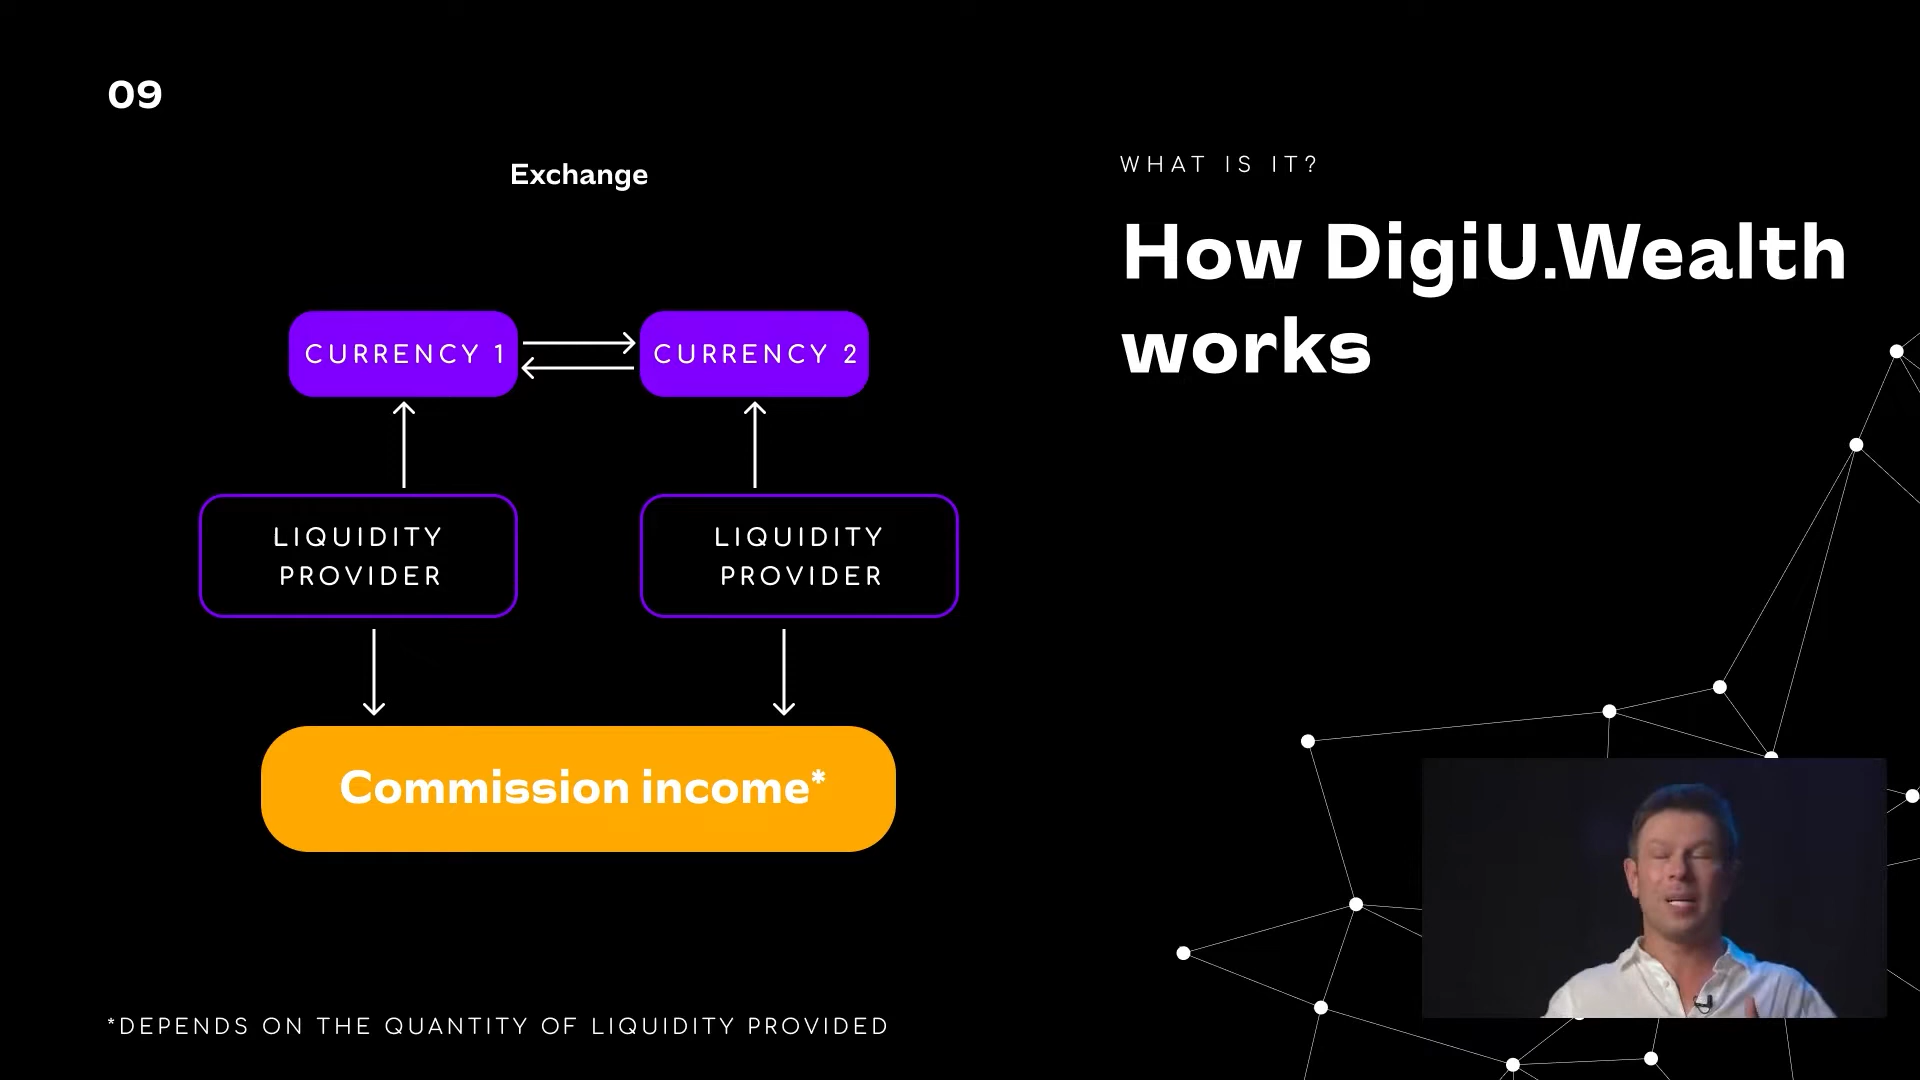 09
Exchange
CURRENCY 1
CURRENCY 2
LIQUIDITY
PROVIDER
LIQUIDITY
PROVIDER
Commission income*
*DEPENDS ON THE QUANTITY OF LIQUIDITY PROVIDED
WHAT IS IT?
How DigiU.Wealth
works